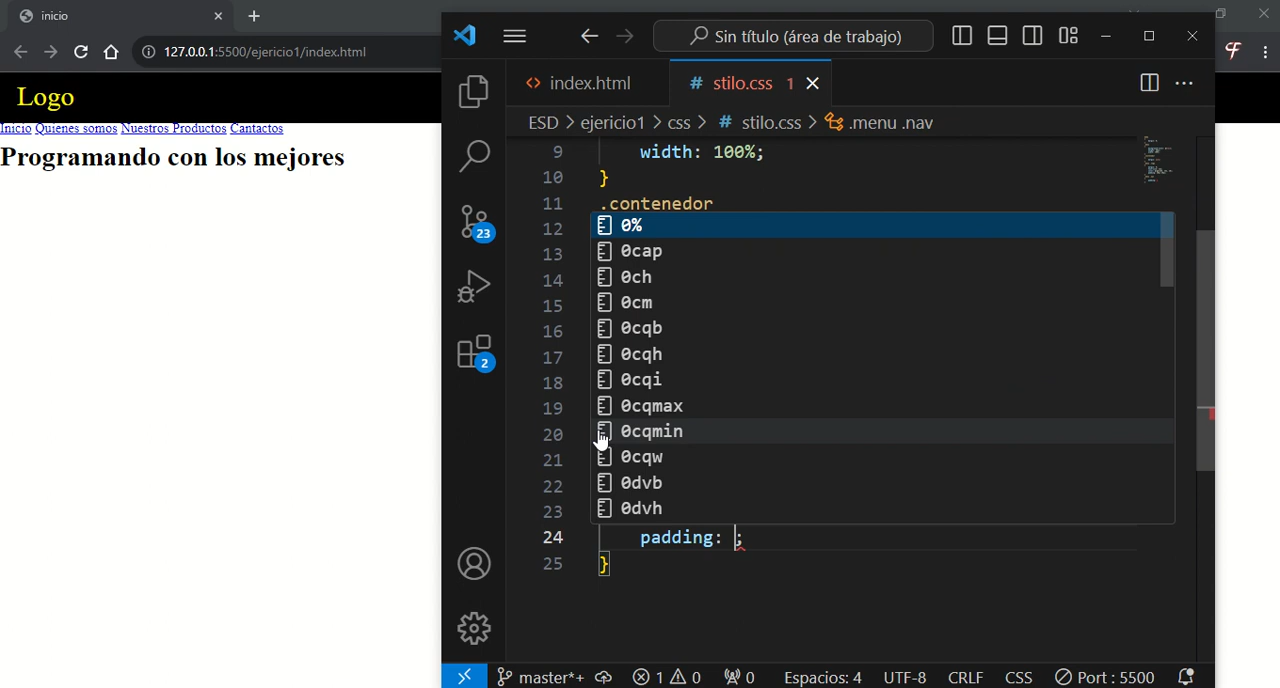 inicio
127.0.0.1:5500/ejericio1/index.html
Logo
Inicio Quienes somos Nuestros Productos Cantactos
Programando con los mejores
Sin título (área de trabajo)
index.html
# stilo.css 1
ESD > ejericio1 > css > # stilo.css > .menu .nav
9 width: 100%;
10 }
11 .contenedor
12
13
14
15
16
17
18
19
20
21
22
23
0%
0cap
0ch
0cm
0cqb
0cqh
0cqi
0cqmax
0cqmin
0cqw
0dvb
0dvh
24 padding: ;
25 }
23
2
master*+ 1 0 0 Espacios: 4 UTF-8 CRLF CSS Port : 5500